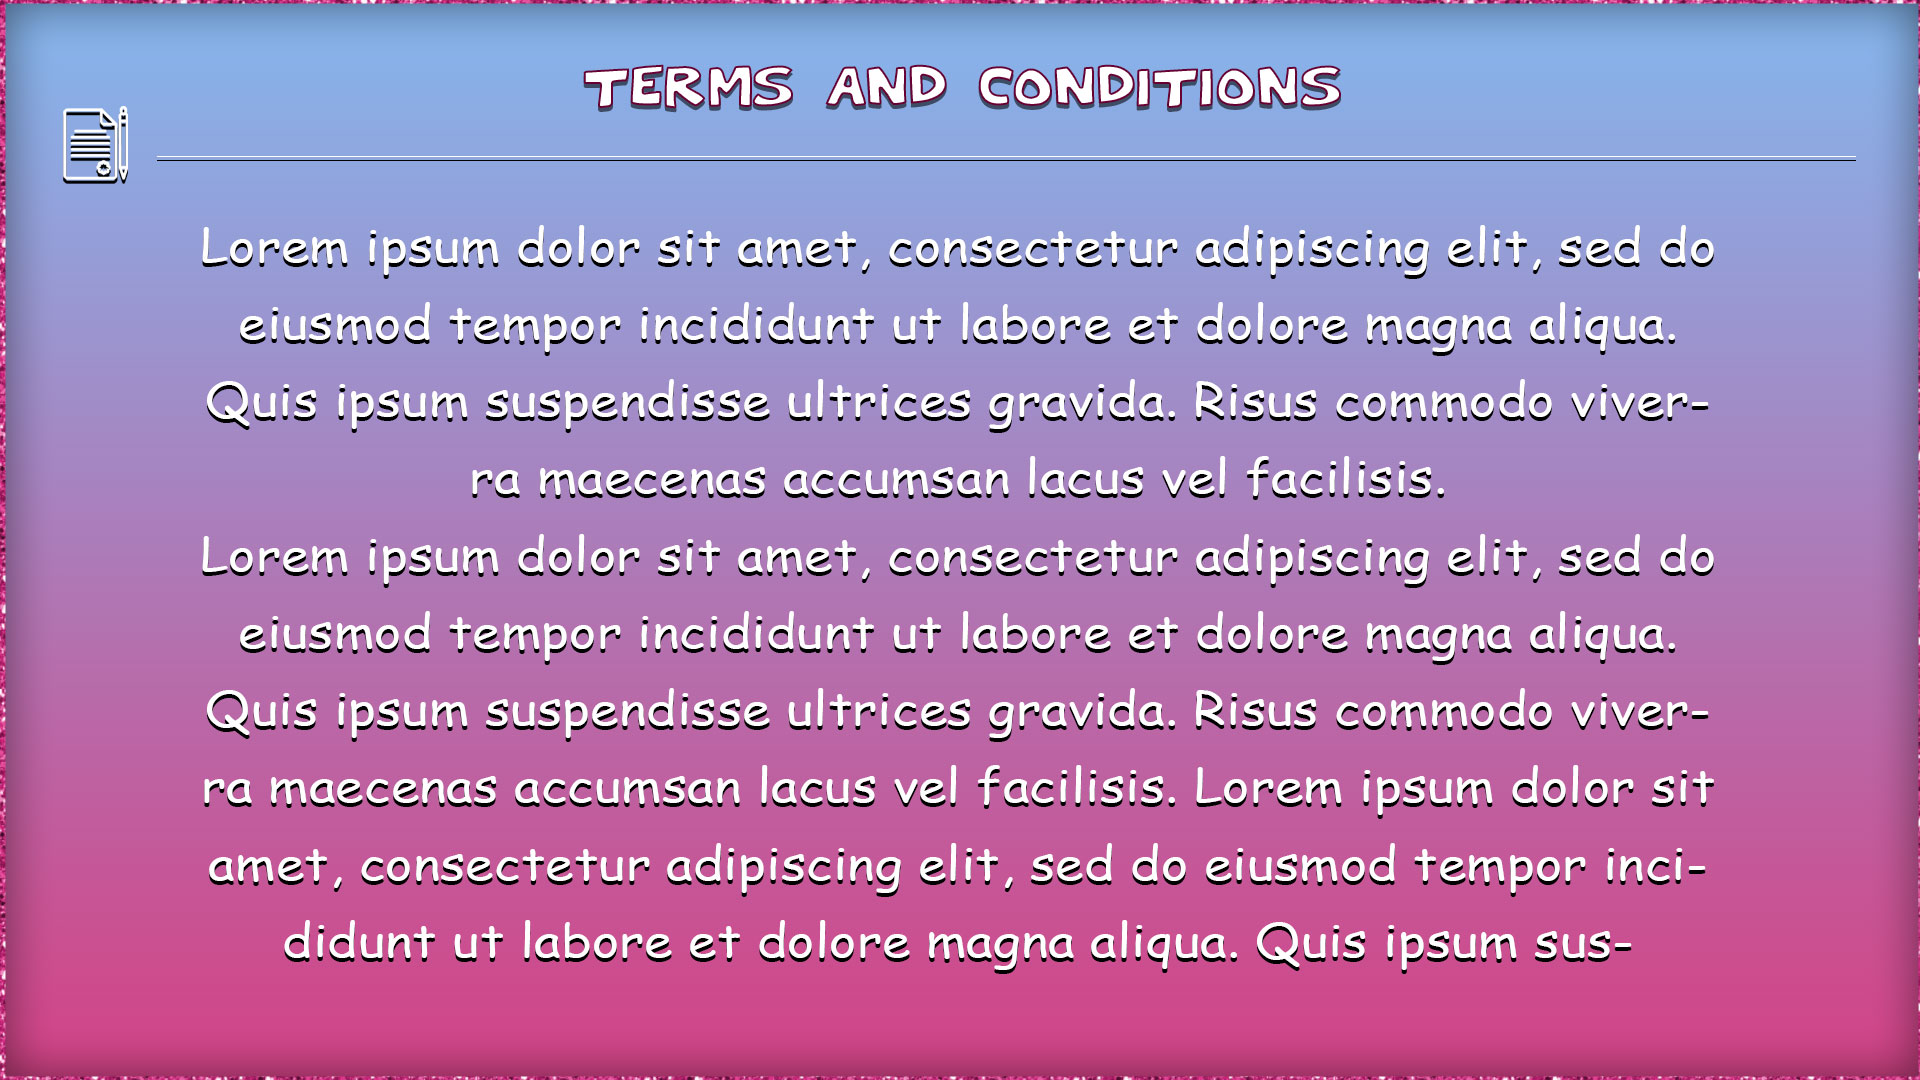 TERMS AND CONDITIONS
Lorem ipsum dolor sit amet, consectetur adipiscing elit, sed do
eiusmod tempor incididunt ut labore et dolore magna aliqua.
Quis ipsum suspendisse ultrices gravida. Risus commodo viver-
ra maecenas accumsan lacus vel facilisis.
Lorem ipsum dolor sit amet, consectetur adipiscing elit, sed do
eiusmod tempor incididunt ut labore et dolore magna aliqua.
Quis ipsum suspendisse ultrices gravida. Risus commodo viver-
ra maecenas accumsan lacus vel facilisis. Lorem ipsum dolor sit
amet, consectetur adipiscing elit, sed do eiusmod tempor inci-
didunt ut labore et dolore magna aliqua. Quis ipsum sus-